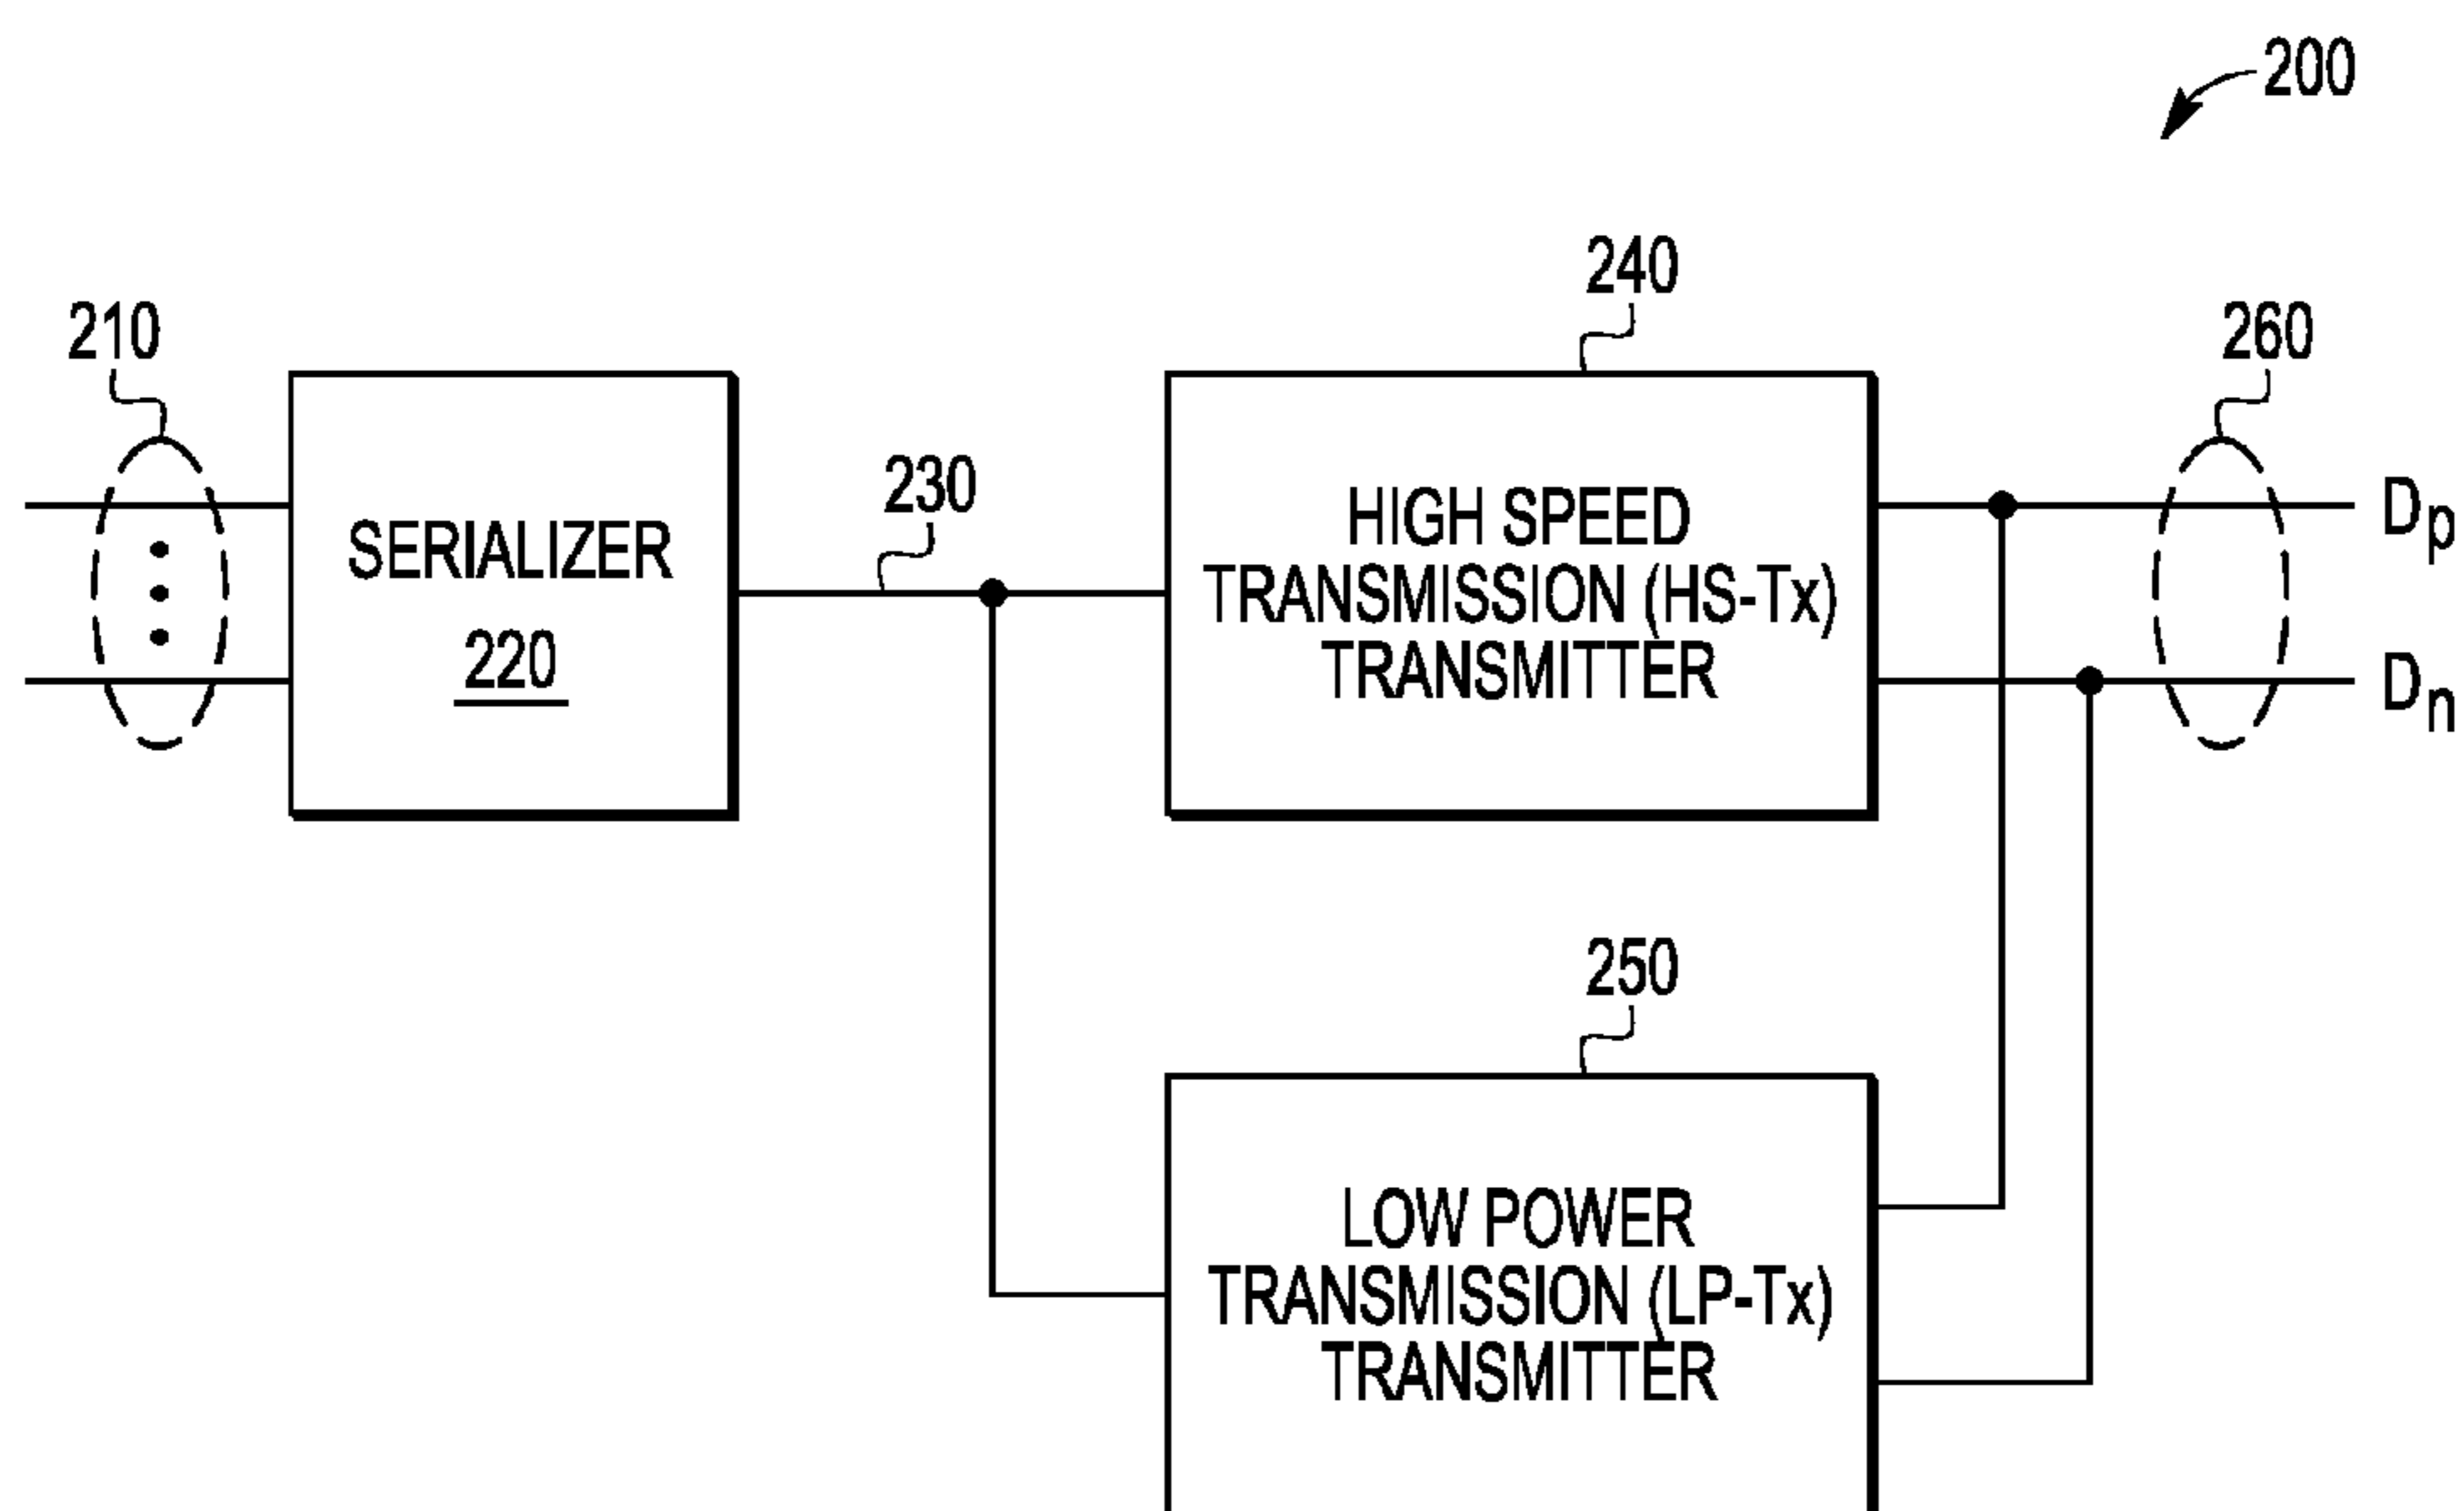 200
240
210
260
230
SERIALIZER
220
HIGH SPEED
TRANSMISSION (HS-Tx)
TRANSMITTER
Dp
Dn
250
LOW POWER
TRANSMISSION (LP-Tx)
TRANSMITTER